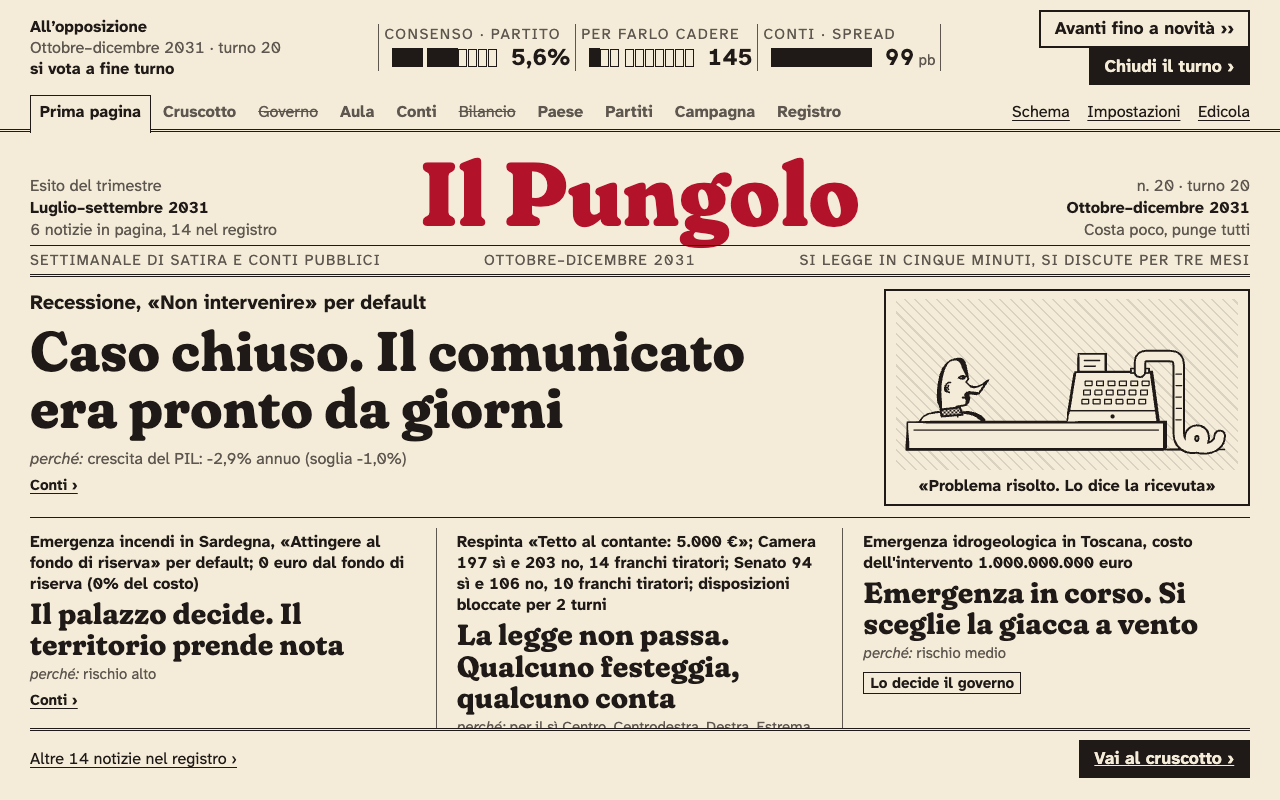 All'opposizione
Ottobre–dicembre 2031 · turno 20
si vota a fine turno
CONSENSO · PARTITO
5,6%
PER FARLO CADERE
145
CONTI · SPREAD
99 pb
Avanti fino a novità ››
Chiudi il turno ›
Prima pagina Cruscotto Governo Aula Conti Bilancio Paese Partiti Campagna Registro
Schema Impostazioni Edicola
Esito del trimestre
Luglio–settembre 2031
6 notizie in pagina, 14 nel registro
Il Pungolo
n. 20 · turno 20
Ottobre–dicembre 2031
Costa poco, punge tutti
SETTIMANALE DI SATIRA E CONTI PUBBLICI
OTTOBRE–DICEMBRE 2031
SI LEGGE IN CINQUE MINUTI, SI DISCUTE PER TRE MESI
Recessione, «Non intervenire» per default
Caso chiuso. Il comunicato
era pronto da giorni
perché: crescita del PIL: -2,9% annuo (soglia -1,0%)
Conti ›
«Problema risolto. Lo dice la ricevuta»
Emergenza incendi in Sardegna, «Attingere al
fondo di riserva» per default; 0 euro dal fondo di
riserva (0% del costo)
Il palazzo decide. Il
territorio prende nota
perché: rischio alto
Conti ›
Respinta «Tetto al contante: 5.000 €»; Camera
197 sì e 203 no, 14 franchi tiratori; Senato 94
sì e 106 no, 10 franchi tiratori; disposizioni
bloccate per 2 turni
La legge non passa.
Qualcuno festeggia,
qualcuno conta
perché: per il sì Centro, Centrodestra, Destra, Estrema
Emergenza idrogeologica in Toscana, costo
dell'intervento 1.000.000.000 euro
Emergenza in corso. Si
sceglie la giacca a vento
perché: rischio medio
Lo decide il governo
Altre 14 notizie nel registro ›
Vai al cruscotto ›